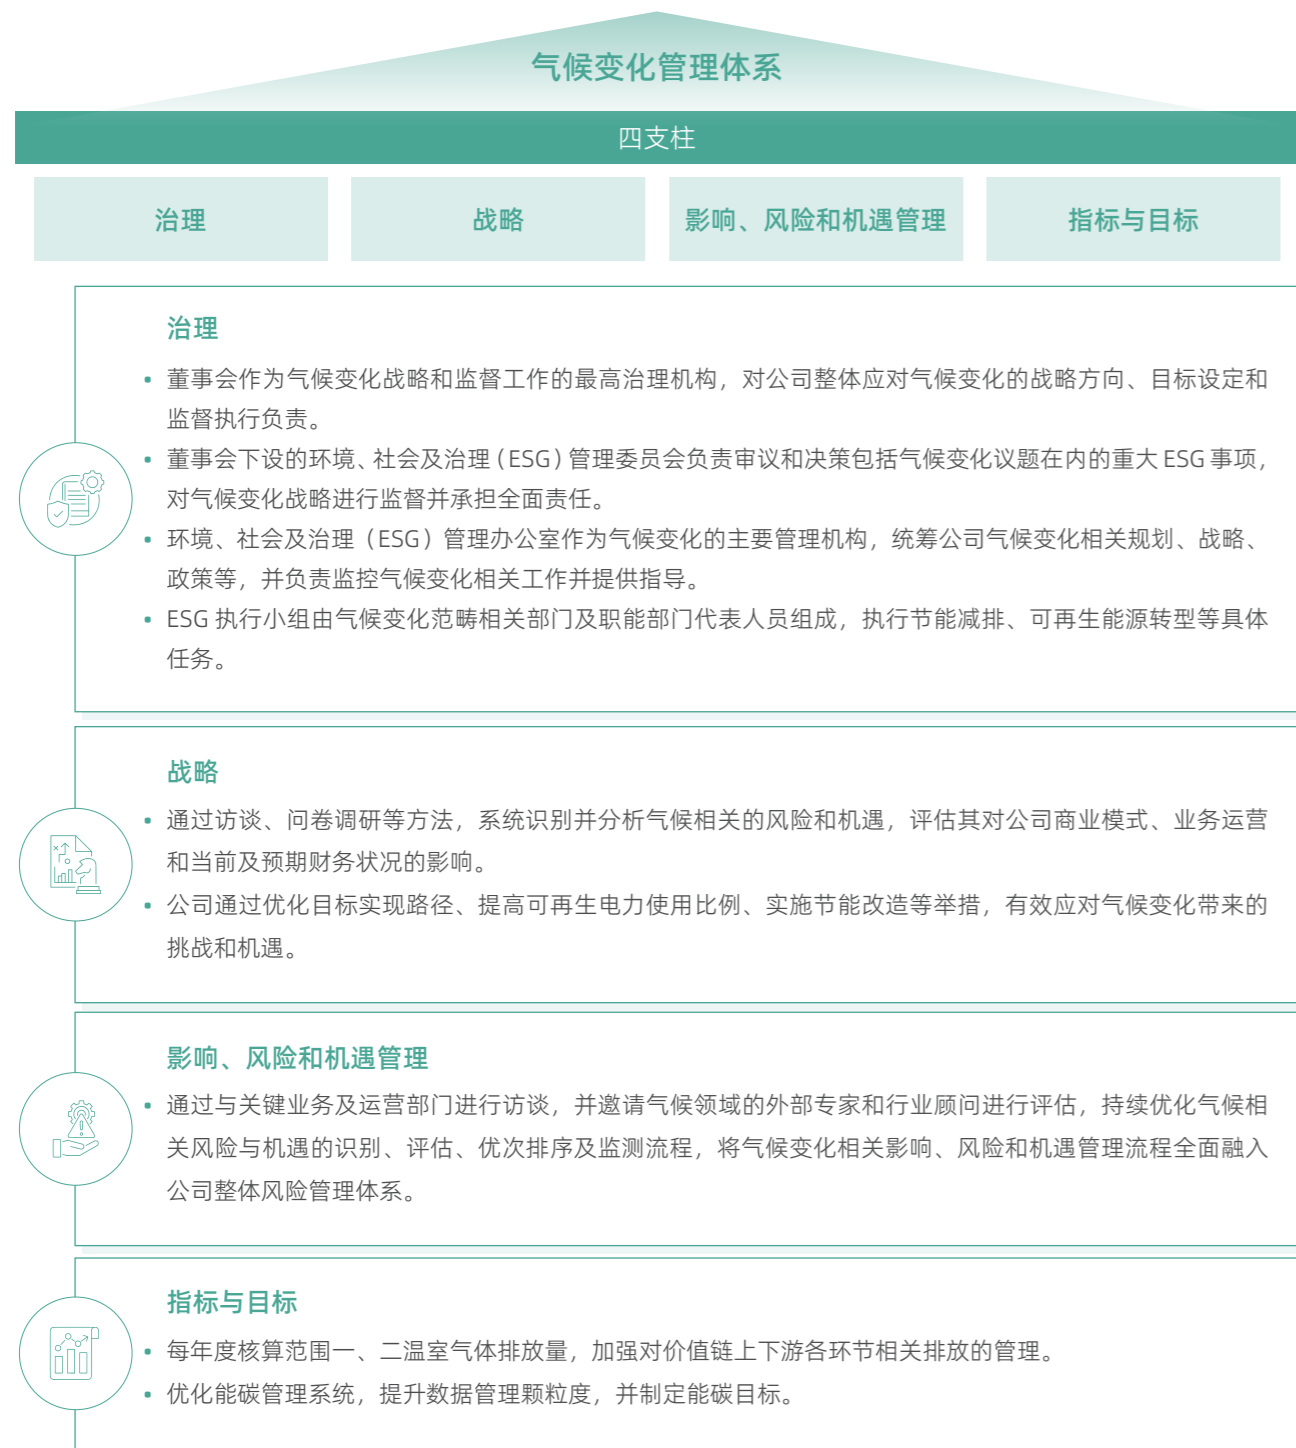 气候变化管理体系
四支柱
治理
战略
影响、风险和机遇管理
指标与目标
治理
• 董事会作为气候变化战略和监督工作的最高治理机构，对公司整体应对气候变化的战略方向、目标设定和
监督执行负责。
• 董事会下设的环境、社会及治理（ESG）管理委员会负责审议和决策包括气候变化议题在内的重大 ESG 事项，
对气候变化战略进行监督并承担全面责任。
• 环境、社会及治理（ESG）管理办公室作为气候变化的主要管理机构，统筹公司气候变化相关规划、战略、
政策等，并负责监控气候变化相关工作并提供指导。
• ESG 执行小组由气候变化范畴相关部门及职能部门代表人员组成，执行节能减排、可再生能源转型等具体
任务。
战略
• 通过访谈、问卷调研等方法，系统识别并分析气候相关的风险和机遇，评估其对公司商业模式、业务运营
和当前及预期财务状况的影响。
• 公司通过优化目标实现路径、提高可再生电力使用比例、实施节能改造等举措，有效应对气候变化带来的
挑战和机遇。
影响、风险和机遇管理
• 通过与关键业务及运营部门进行访谈，并邀请气候领域的外部专家和行业顾问进行评估，持续优化气候相
关风险与机遇的识别、评估、优次排序及监测流程，将气候变化相关影响、风险和机遇管理流程全面融入
公司整体风险管理体系。
指标与目标
• 每年度核算范围一、二温室气体排放量，加强对价值链上下游各环节相关排放的管理。
• 优化能碳管理系统，提升数据管理颗粒度，并制定能碳目标。